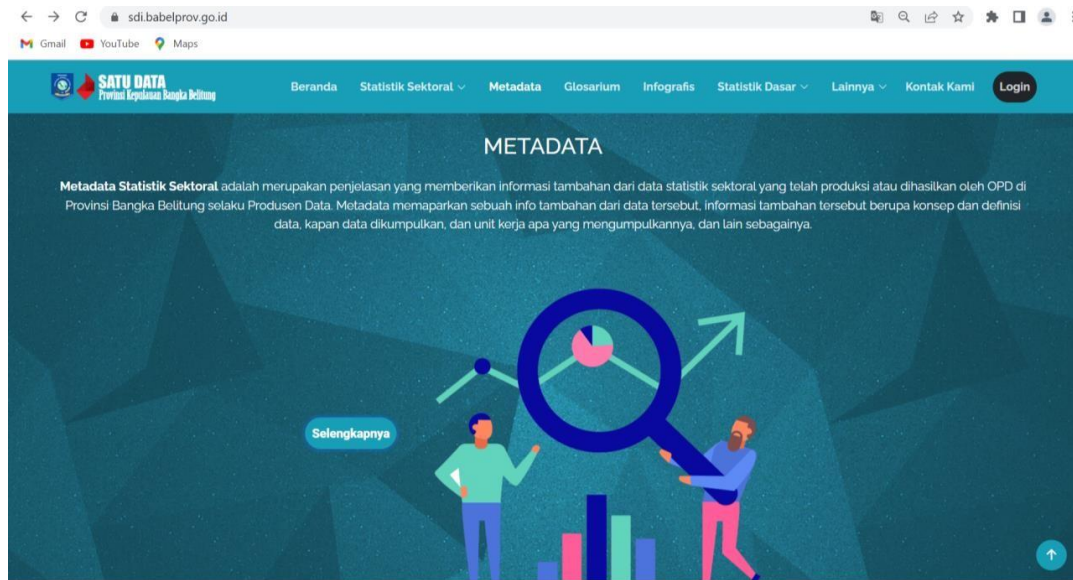 sdi.babelprov.go.id
Gmail YouTube Maps
SATU DATA
Provinsi Kepulauan Bangka Belitung
Beranda Statistik Sektoral Metadata Glosarium Infografis Statistik Dasar Lainnya Kontak Kami Login
METADATA
Metadata Statistik Sektoral adalah merupakan penjelasan yang memberikan informasi tambahan dari data statistik sektoral yang telah produksi atau dihasilkan oleh OPD di
Provinsi Bangka Belitung selaku Produsen Data. Metadata memaparkan sebuah info tambahan dari data tersebut, informasi tambahan tersebut berupa konsep dan definisi
data, kapan data dikumpulkan, dan unit kerja apa yang mengumpulkannya, dan lain sebagainya.
Selengkapnya